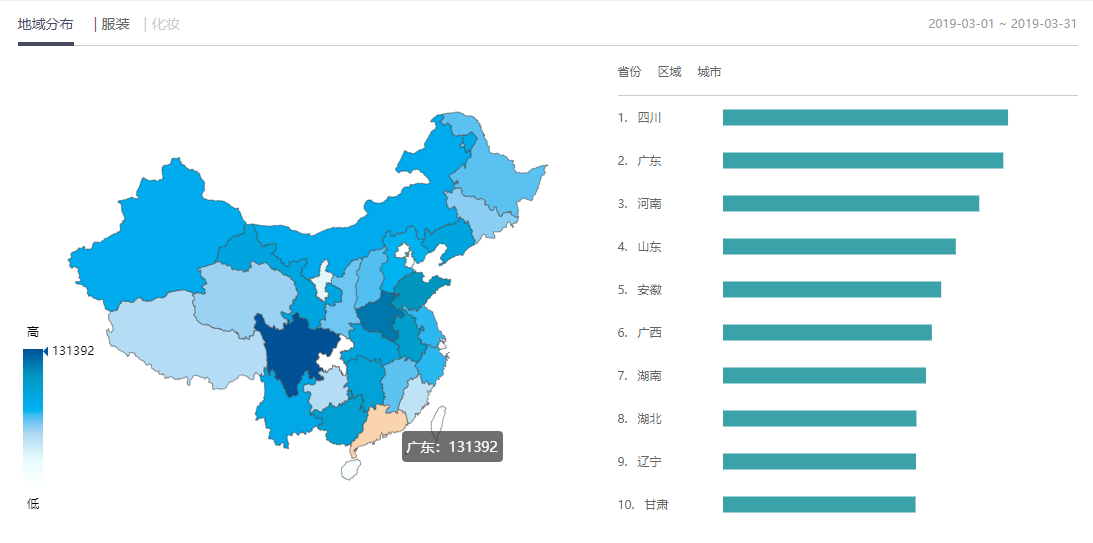 地域分布 | 服装 | 化妆 2019-03-01 ~ 2019-03-31
省份 区域 城市
1. 四川
2. 广东
3. 河南
4. 山东
5. 安徽
6. 广西
7. 湖南
8. 湖北
9. 辽宁
10. 甘肃
高
131392
低
广东：131392